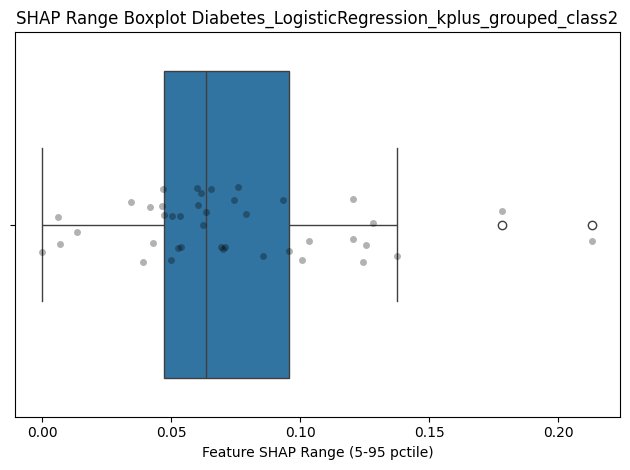 SHAP Range Boxplot Diabetes_LogisticRegression_kplus_grouped_class2
0.00 0.05 0.10 0.15 0.20
Feature SHAP Range (5-95 pctile)